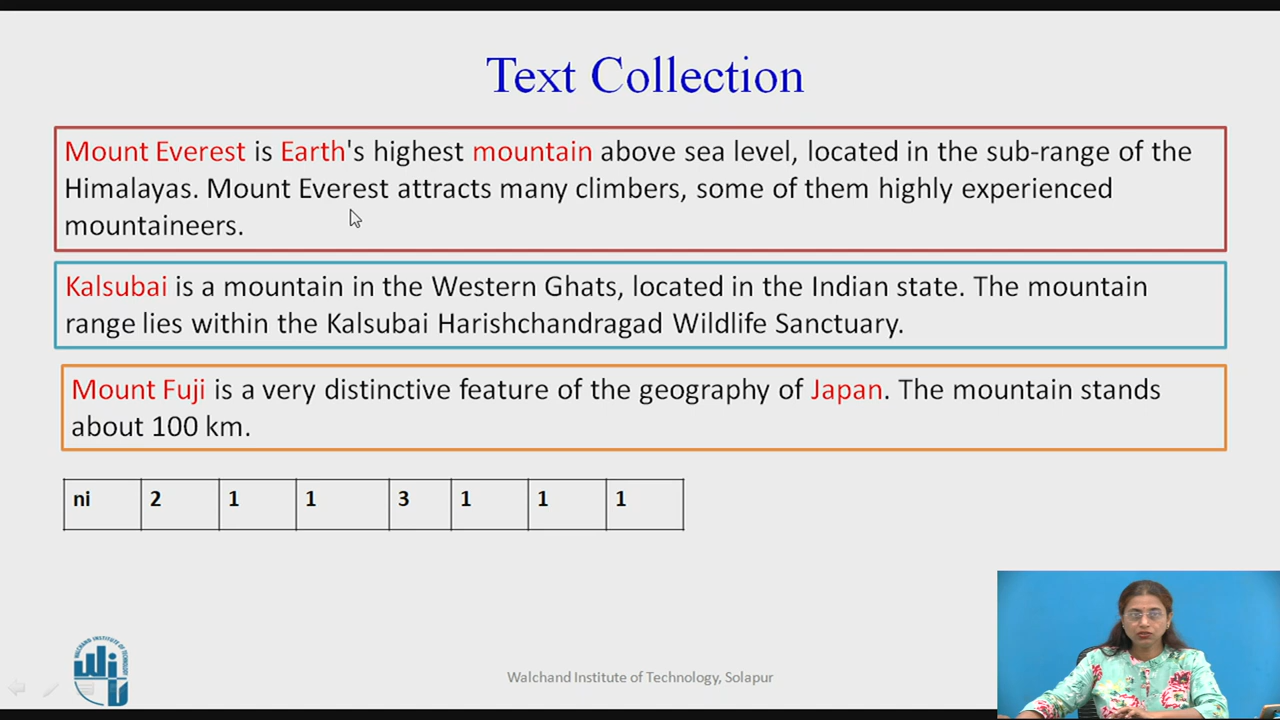 Text Collection
Mount Everest is Earth's highest mountain above sea level, located in the sub-range of the
Himalayas. Mount Everest attracts many climbers, some of them highly experienced
mountaineers.
Kalsubai is a mountain in the Western Ghats, located in the Indian state. The mountain
range lies within the Kalsubai Harishchandragad Wildlife Sanctuary.
Mount Fuji is a very distinctive feature of the geography of Japan. The mountain stands
about 100 km.
ni 2 1 1 3 1 1 1
WALCHAND INSTITUTE OF TECHNOLOGY
Walchand Institute of Technology, Solapur